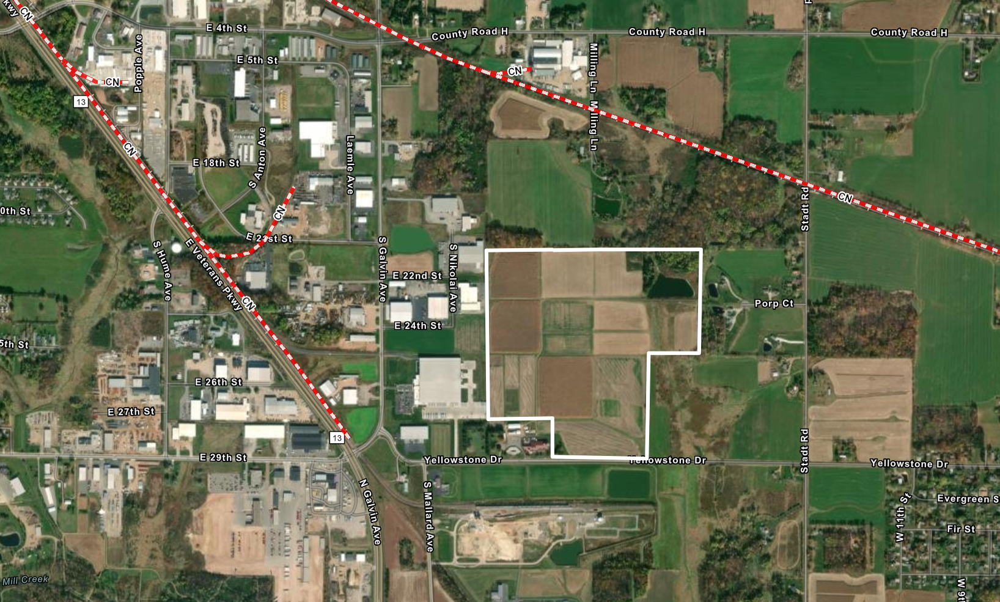 kwy
CN
E 4th St
County Road H
County Road H
County Road H
Popple Ave
E 5th St
Milling Ln
CN
CN
13
Milling Ln
CN
S Anton Ave
Laemle Ave
E 18th St
Stadt Rd
CN
0th St
CN
E 21st St
S Hume Ave
E Veterans Pkwy
S Galvin Ave
S Nikolai Ave
E 22nd St
CN
Porp Ct
E 24th St
5th St
E 26th St
E 27th St
13
Stadt Rd
E 29th St
Yellowstone Dr
Yellowstone Dr
Yellowstone Dr
N Galvin Ave
S Mallard Ave
W 11th St
Evergreen S
Fir St
Mill Creek
W 9t